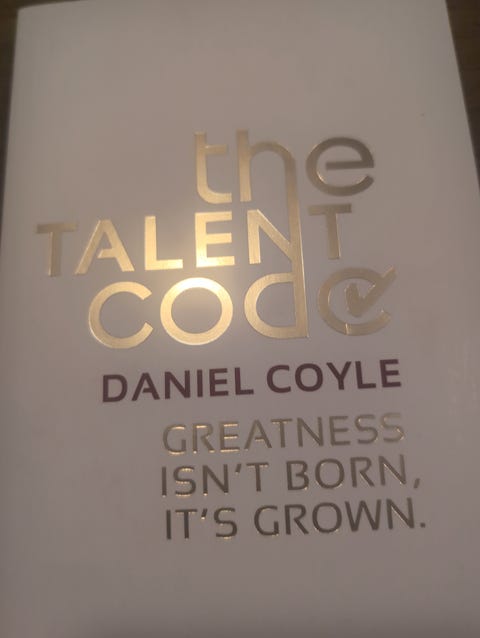 the
TALENT
code
DANIEL COYLE
GREATNESS
ISN'T BORN,
IT'S GROWN.